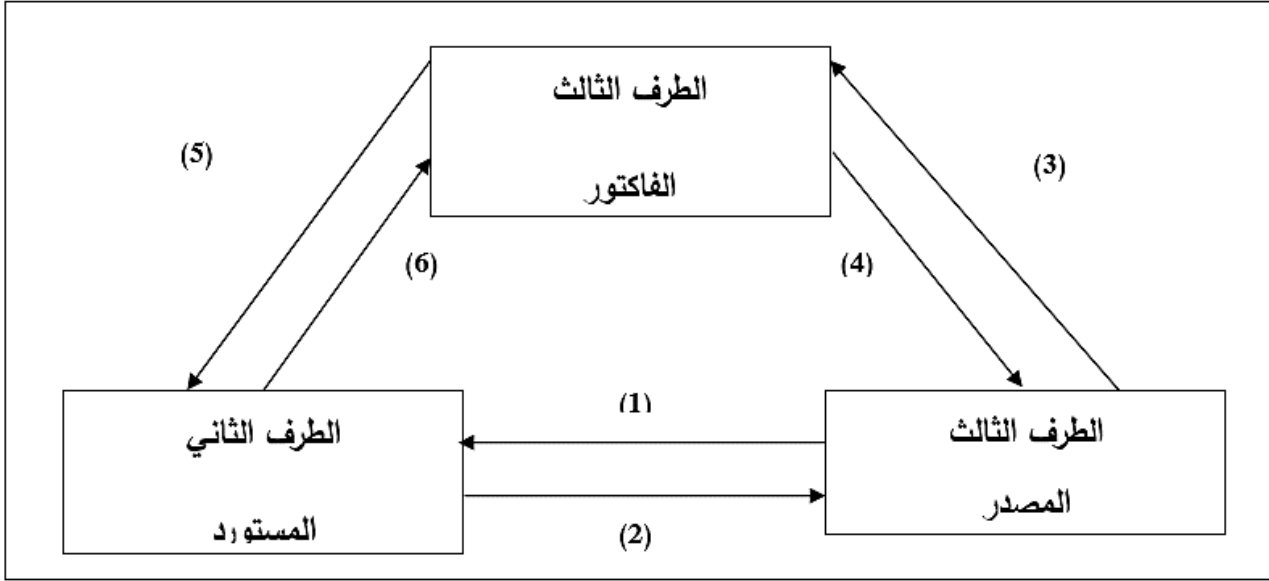 الطرف الثالث
الفاكتور
(3)
(5)
(4)
(6)
(1)
الطرف الثالث
المصدر
الطرف الثاني
المستورد
(2)